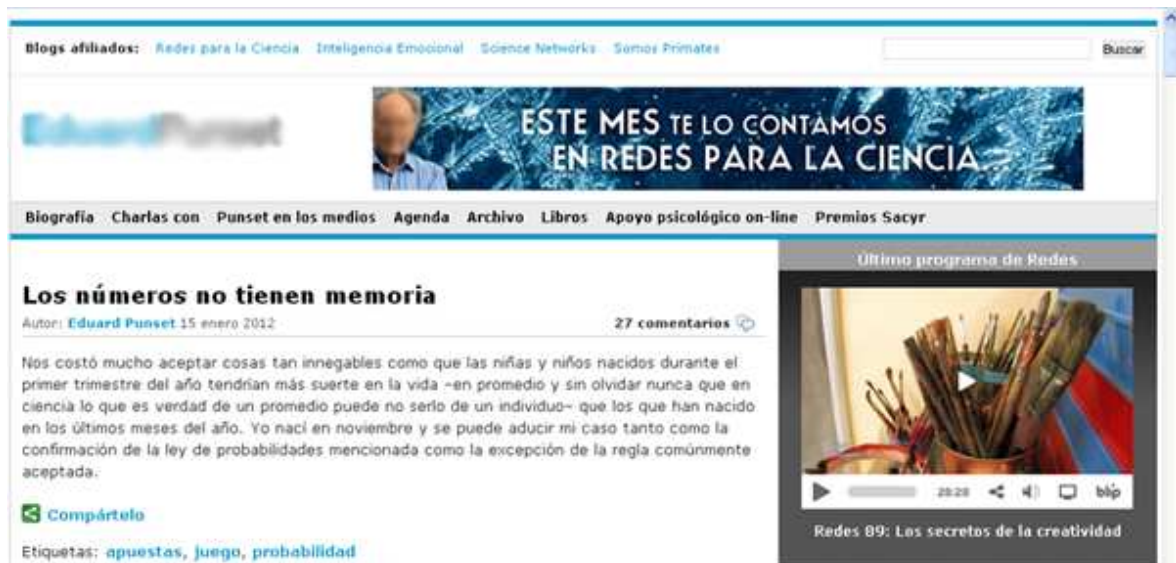 Blogs afiliados: Redes para la Ciencia Inteligencia Emocional Science Networks Somos Primates
Buscar
Eduard Punset
ESTE MES TE LO CONTAMOS
EN REDES PARA LA CIENCIA...
Biografía Charlas con Punset en los medios Agenda Archivo Libros Apoyo psicológico on-line Premios Sacyr
Los números no tienen memoria
Autor: Eduard Punset 15 enero 2012
27 comentarios
Nos costó mucho aceptar cosas tan innegables como que las niñas y niños nacidos durante el
primer trimestre del año tendrían más suerte en la vida –en promedio y sin olvidar nunca que en
ciencia lo que es verdad de un promedio puede no serlo de un individuo– que los que han nacido
en los últimos meses del año. Yo nací en noviembre y se puede aducir mi caso tanto como la
confirmación de la ley de probabilidades mencionada como la excepción de la regla comúnmente
aceptada.
Compártelo
Etiquetas: apuestas, juego, probabilidad
Último programa de Redes
28:28
blip
Redes 89: Los secretos de la creatividad